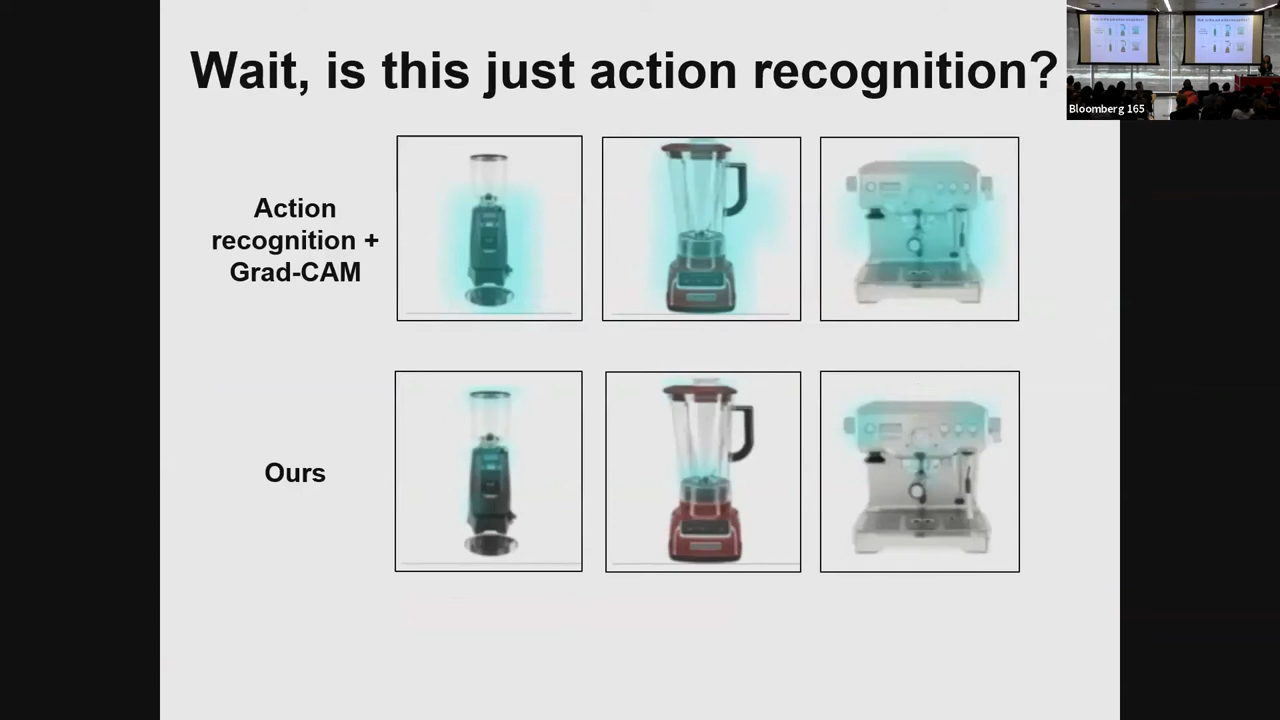 Wait, is this just action recognition?
Bloomberg 165
Action
recognition +
Grad-CAM
Ours